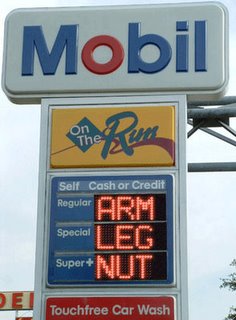 Mobil
On
The Run
Self Cash or Credit
Regular ARM
Special LEG
Super+ NUT
Touchfree Car Wash